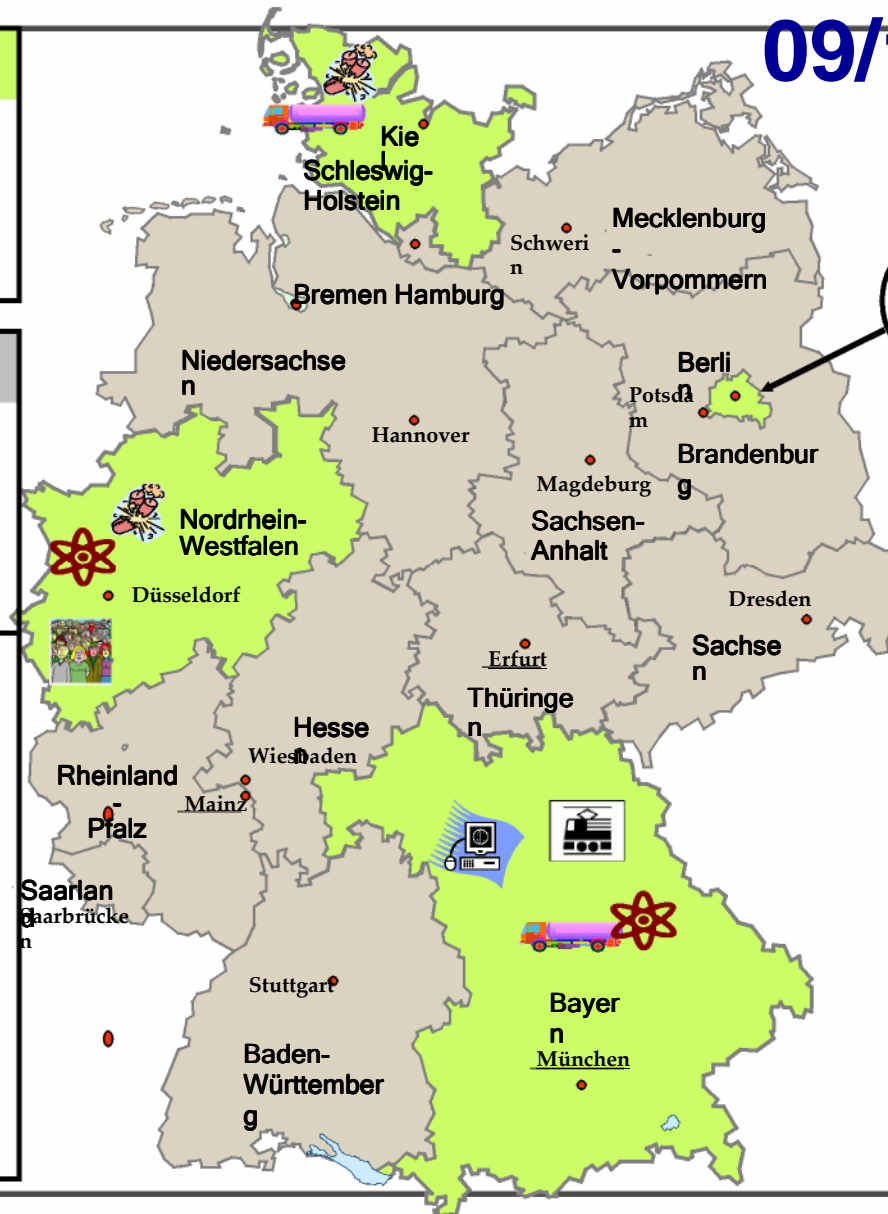 09/
Kie
l
Schleswig-
Holstein
Mecklenburg
-
Vorpommern
Schweri
n
Bremen Hamburg
Niedersachse
n
Berli
n
Potsda
m
Hannover
Brandenbur
g
Magdeburg
Sachsen-
Anhalt
Nordrhein-
Westfalen
Düsseldorf
Dresden
Sachse
n
Erfurt
Thüringe
n
Hesse
n
Wiesbaden
Rheinland
-
Pfalz
Mainz
Saarlan
d
Saarbrücke
n
Stuttgart
Bayer
n
München
Baden-
Württember
g